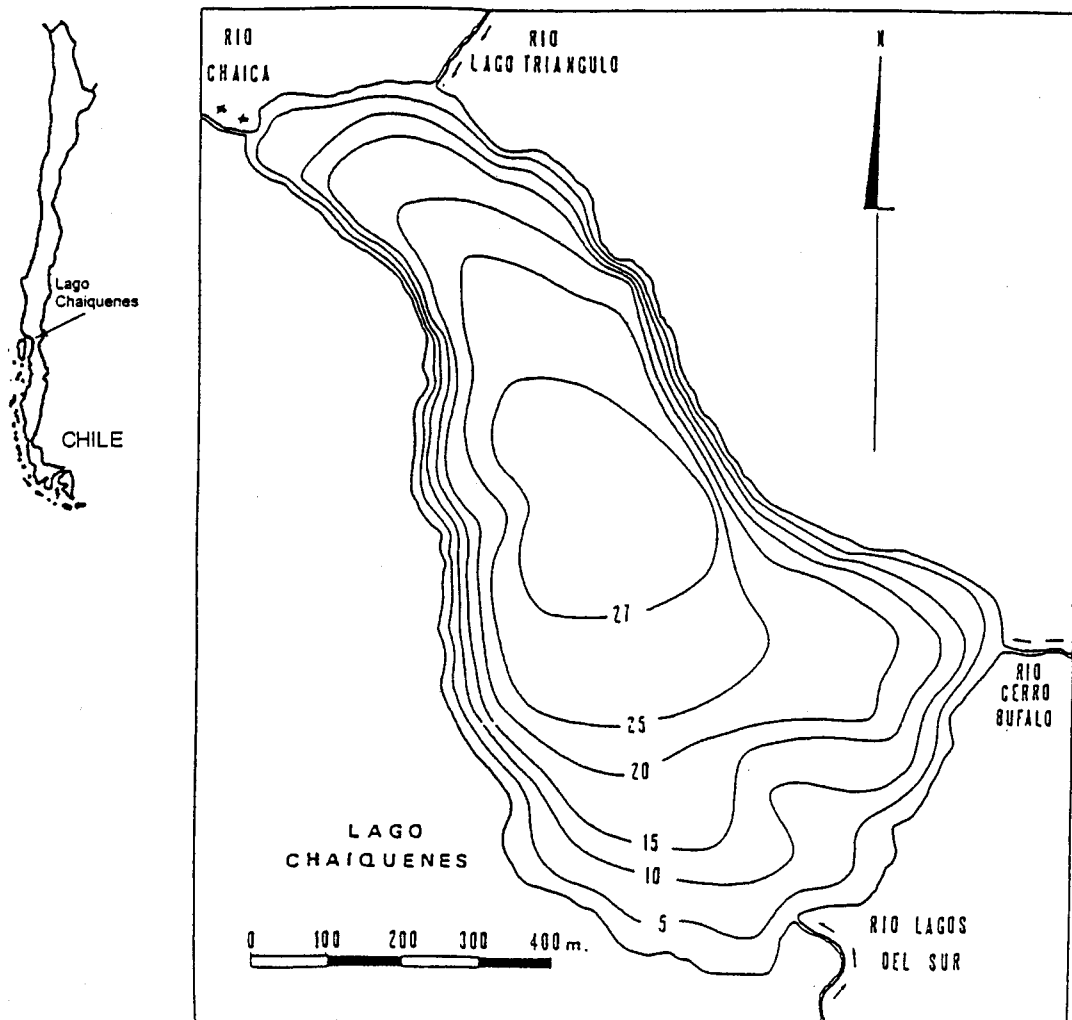 Lago
Chaiquenes
CHILE
RIO
CHAICA
RIO
LAGO TRIANGULO
N
27
25
20
15
10
5
RIO
CERRO
BUFALO
LAGO
CHAIQUENES
RIO LAGOS
DEL SUR
0 100 200 300 400 m.